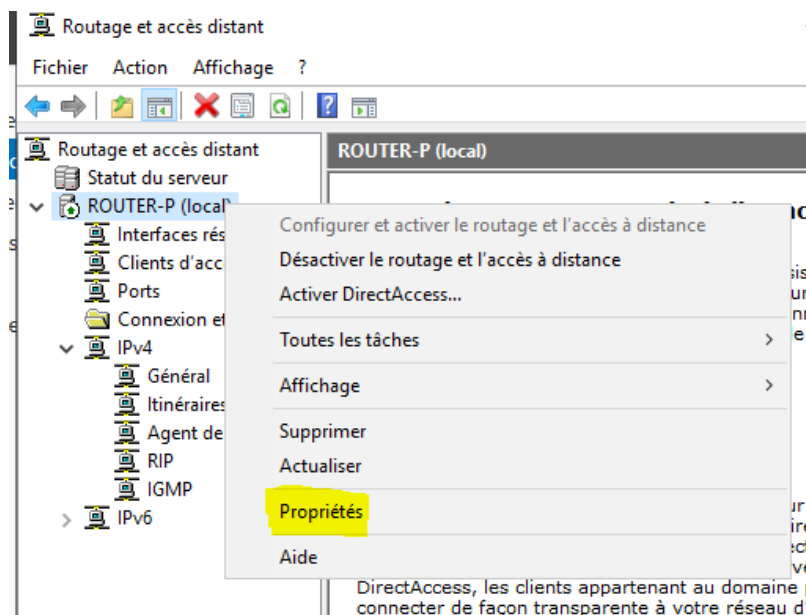 Routage et accès distant
Fichier Action Affichage ?
Routage et accès distant
Statut du serveur
ROUTER-P (local)
Interfaces
Clients
Ports
Connexion
IPv4
Général
Itinéraires
Agent de
RIP
IGMP
IPv6
ROUTER-P (local)
Configurer et activer le routage et l'accès à distance
Désactiver le routage et l'accès à distance
Activer DirectAccess...
Toutes les tâches
Affichage
Supprimer
Actualiser
Propriétés
Aide
DirectAccess, les clients appartenant au domaine
connecter de façon transparente à votre réseau